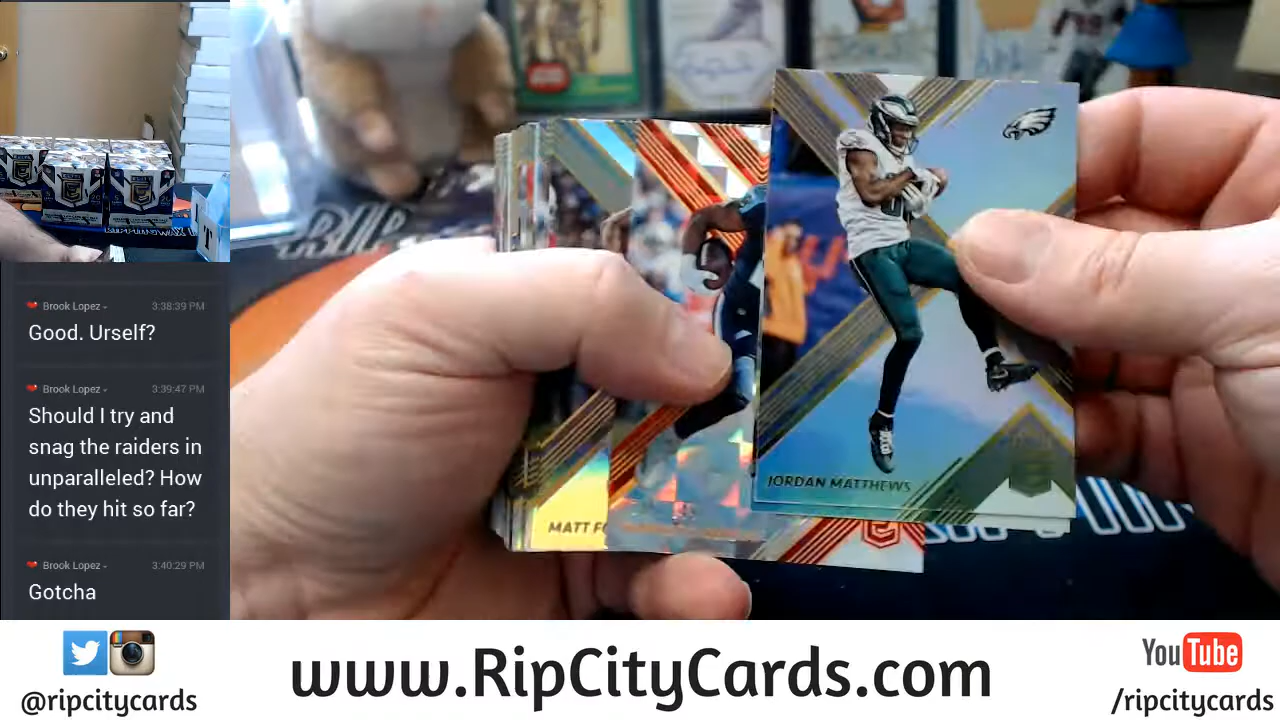 Brook Lopez 3:38:39 PM
Good. Urself?
Brook Lopez 3:39:47 PM
Should I try and
snag the raiders in
unparalleled? How
do they hit so far?
Brook Lopez 3:40:29 PM
Gotcha
JORDAN MATTHEWS
MATT
@ripcitycards
www.RipCityCards.com
YouTube
/ripcitycards